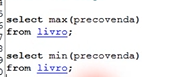 select max(precovenda)
from livro;
select min(precovenda)
from livro;